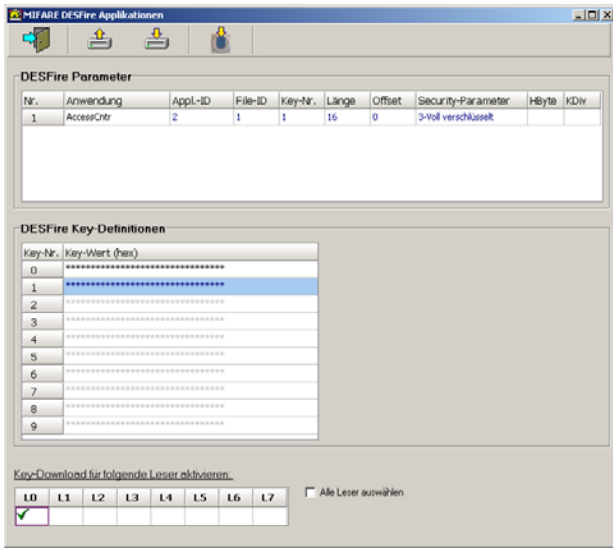 MIFARE DESFire Applikationen
DESFire Parameter
Nr. Anwendung Appl.-ID File-ID Key-Nr. Länge Offset Security-Parameter HByte KDiv
1 AccessCntr 2 1 1 16 0 3-Voll verschlüsselt
DESFire Key-Definitionen
Key-Nr. Key-Wert (hex)
0 ********************************
1 ********************************
2 ********************************
3 ********************************
4 ********************************
5 ********************************
6 ********************************
7 ********************************
8 ********************************
9 ********************************
Key-Download für folgende Leser aktivieren:
L0 L1 L2 L3 L4 L5 L6 L7 Alle Leser auswählen